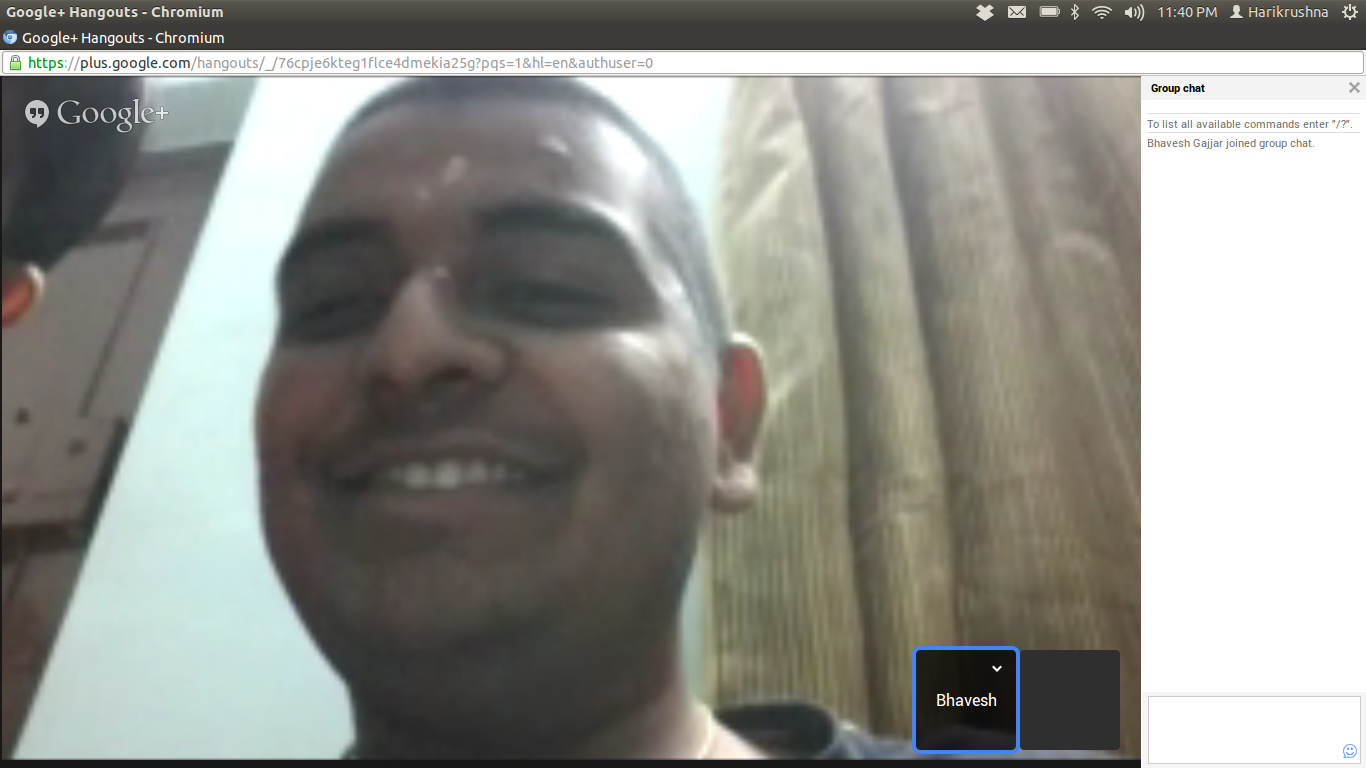 Google+ Hangouts - Chromium
11:40 PM Harikrushna
Google+ Hangouts - Chromium
https://plus.google.com/hangouts/_/76cpje6kteg1flce4dmekia25g?pqs=1&hl=en&authuser=0
Google+
Group chat
To list all available commands enter "/?".
Bhavesh Gajjar joined group chat.
Bhavesh